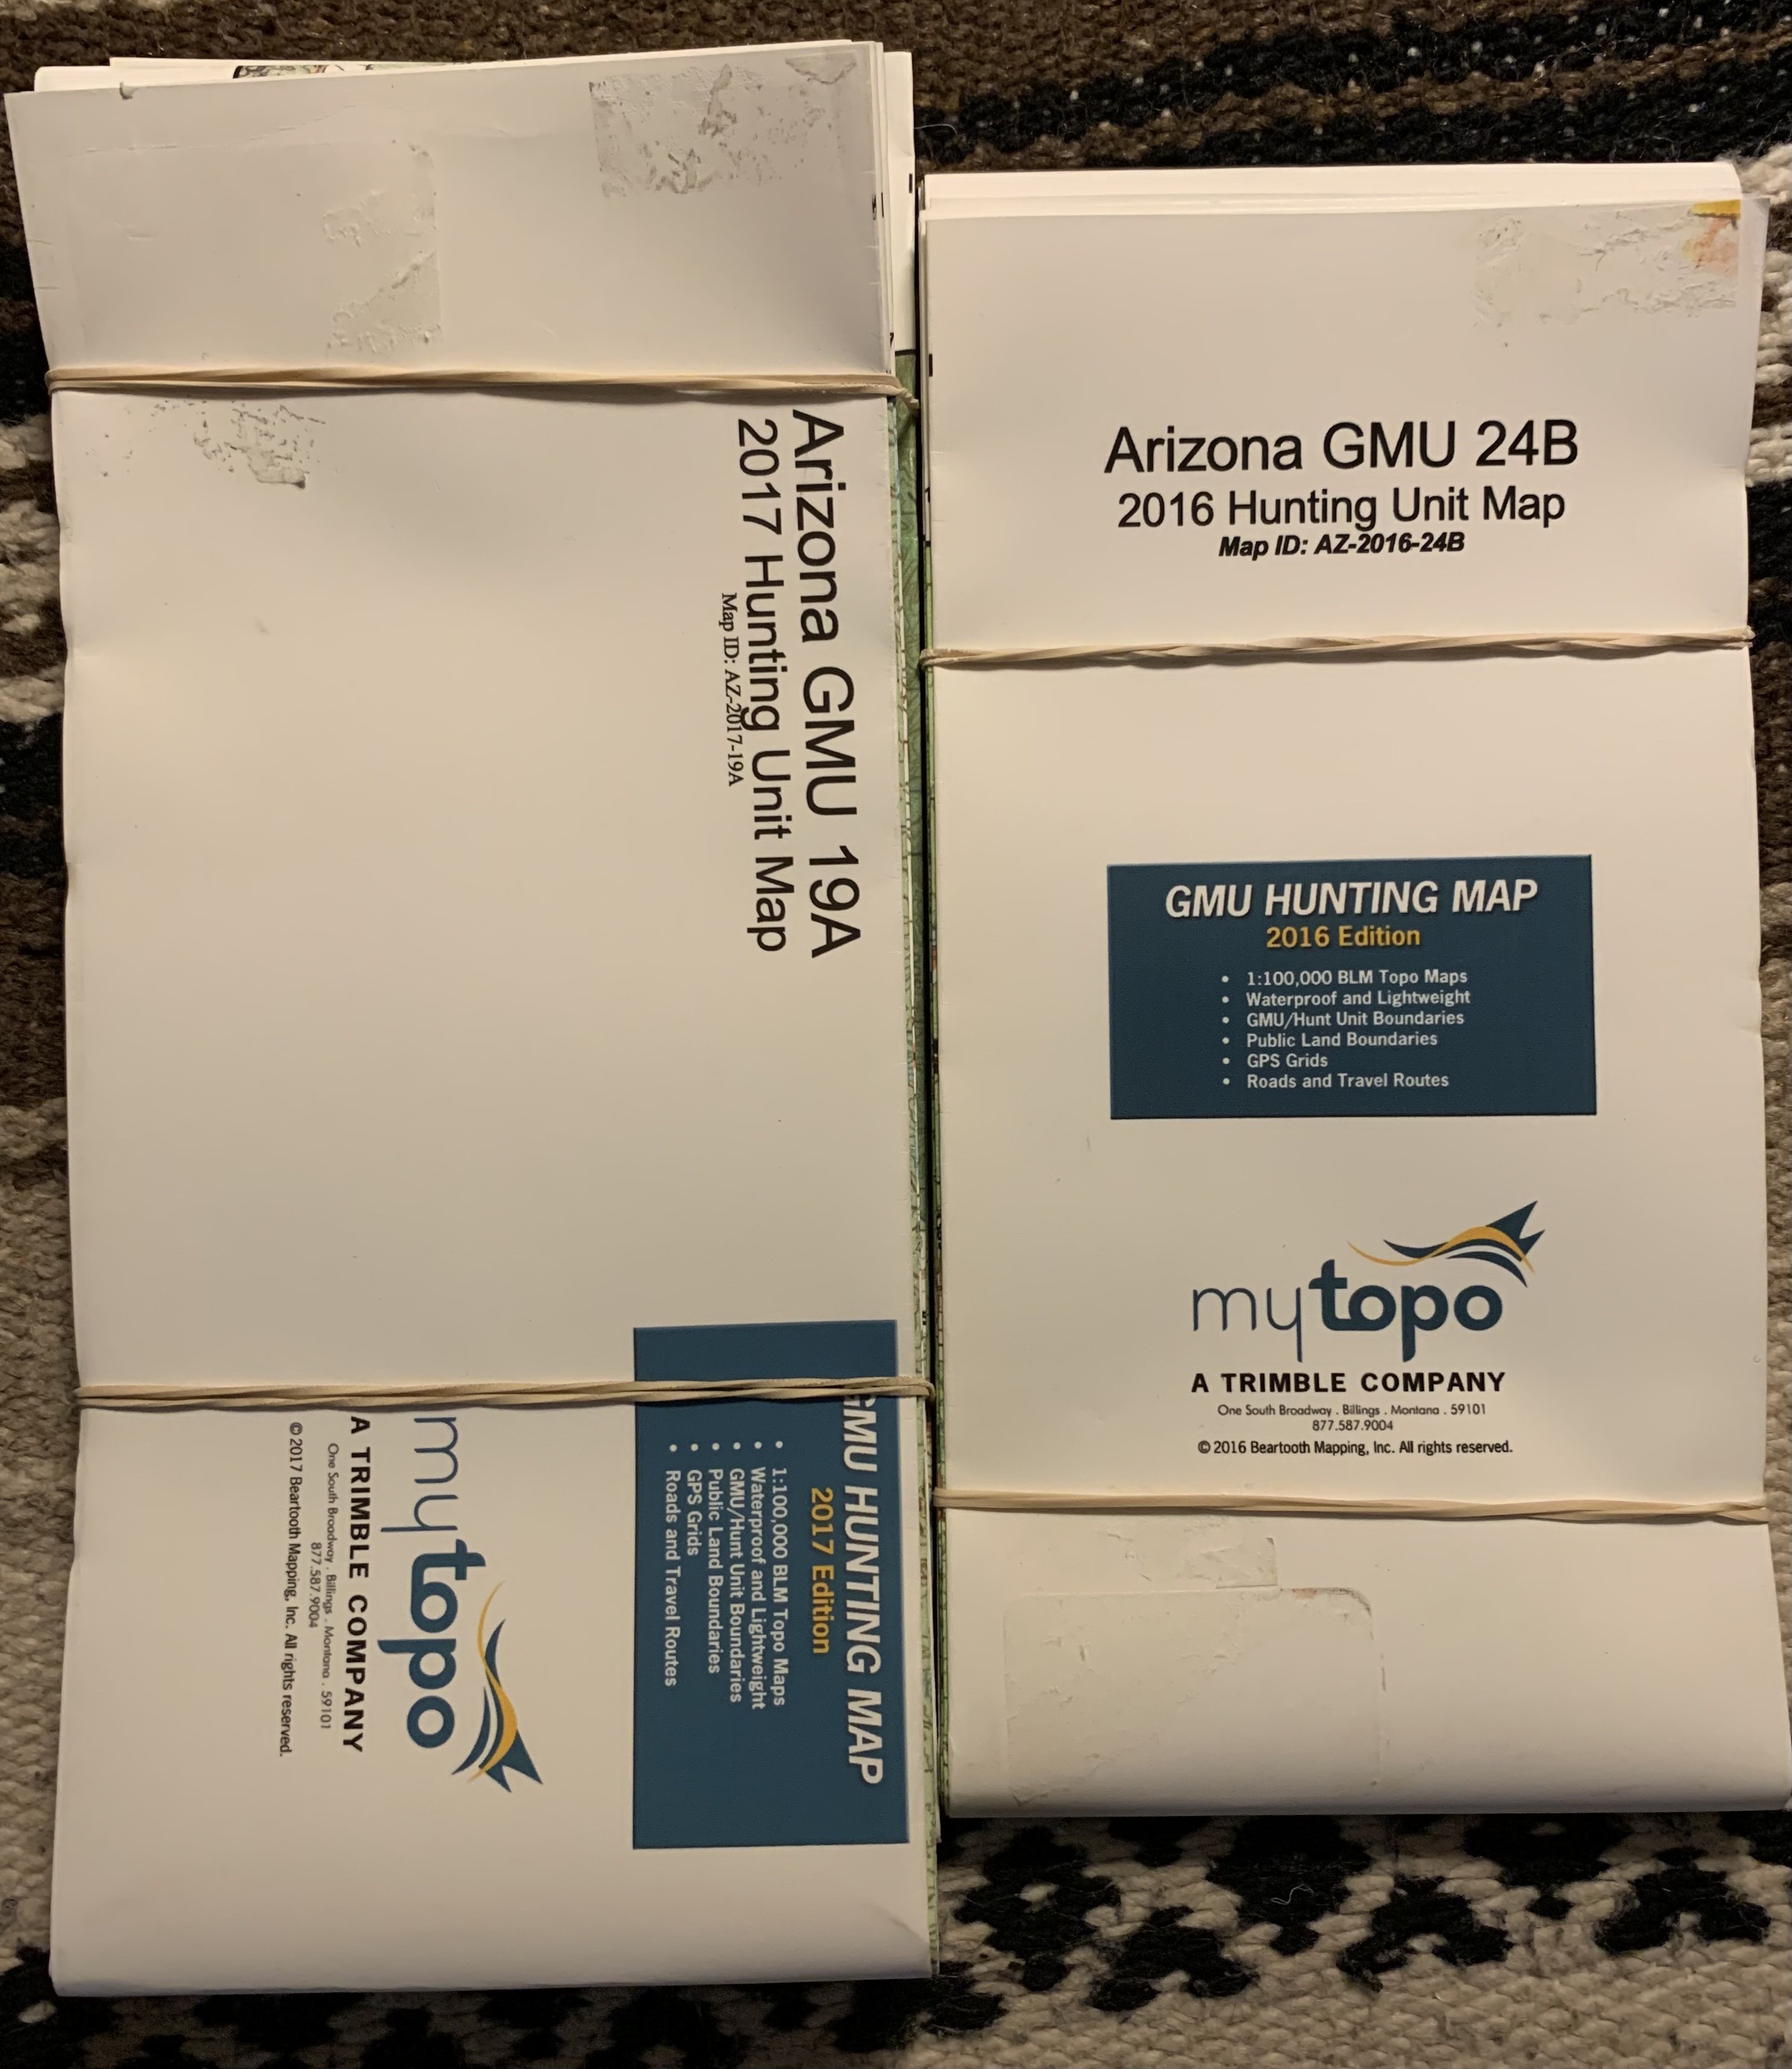 Arizona GMU 19A
2017 Hunting Unit Map
Map ID: AZ-2017-19A
GMU HUNTING MAP
2017 Edition
• 1:100,000 BLM Topo Maps
• Waterproof and Lightweight
• GMU/Hunt Unit Boundaries
• Public Land Boundaries
• GPS Grids
• Roads and Travel Routes
mytopo
A TRIMBLE COMPANY
One South Broadway . Billings . Montana . 59101
877.587.9004
© 2017 Beartooth Mapping, Inc. All rights reserved.
Arizona GMU 24B
2016 Hunting Unit Map
Map ID: AZ-2016-24B
GMU HUNTING MAP
2016 Edition
• 1:100,000 BLM Topo Maps
• Waterproof and Lightweight
• GMU/Hunt Unit Boundaries
• Public Land Boundaries
• GPS Grids
• Roads and Travel Routes
mytopo
A TRIMBLE COMPANY
One South Broadway . Billings . Montana . 59101
877.587.9004
© 2016 Beartooth Mapping, Inc. All rights reserved.